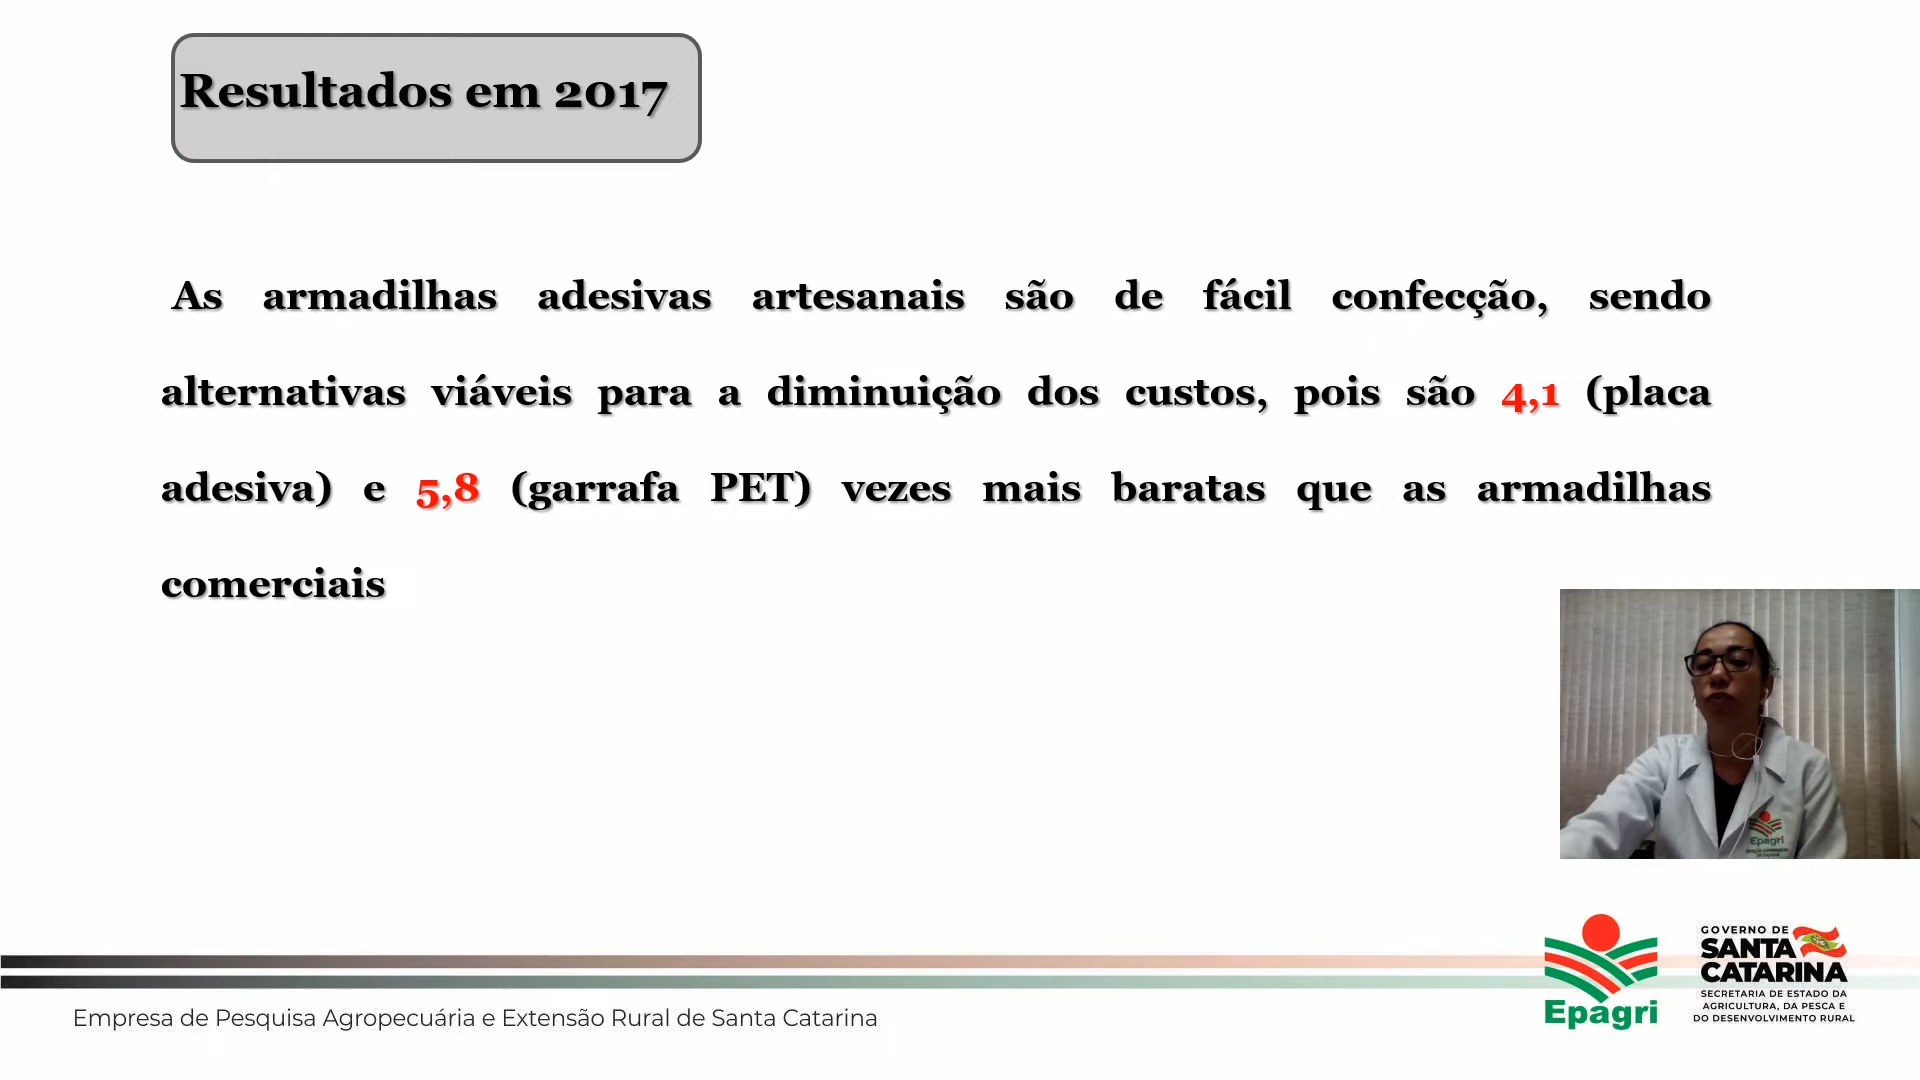 Resultados em 2017
As armadilhas adesivas artesanais são de fácil confecção, sendo
alternativas viáveis para a diminuição dos custos, pois são 4,1 (placa
adesiva) e 5,8 (garrafa PET) vezes mais baratas que as armadilhas
comerciais
Epagri
Empresa de Pesquisa Agropecuária e Extensão Rural de Santa Catarina
Epagri
GOVERNO DE
SANTA
CATARINA
SECRETARIA DE ESTADO DA
AGRICULTURA, DA PESCA E
DO DESENVOLVIMENTO RURAL